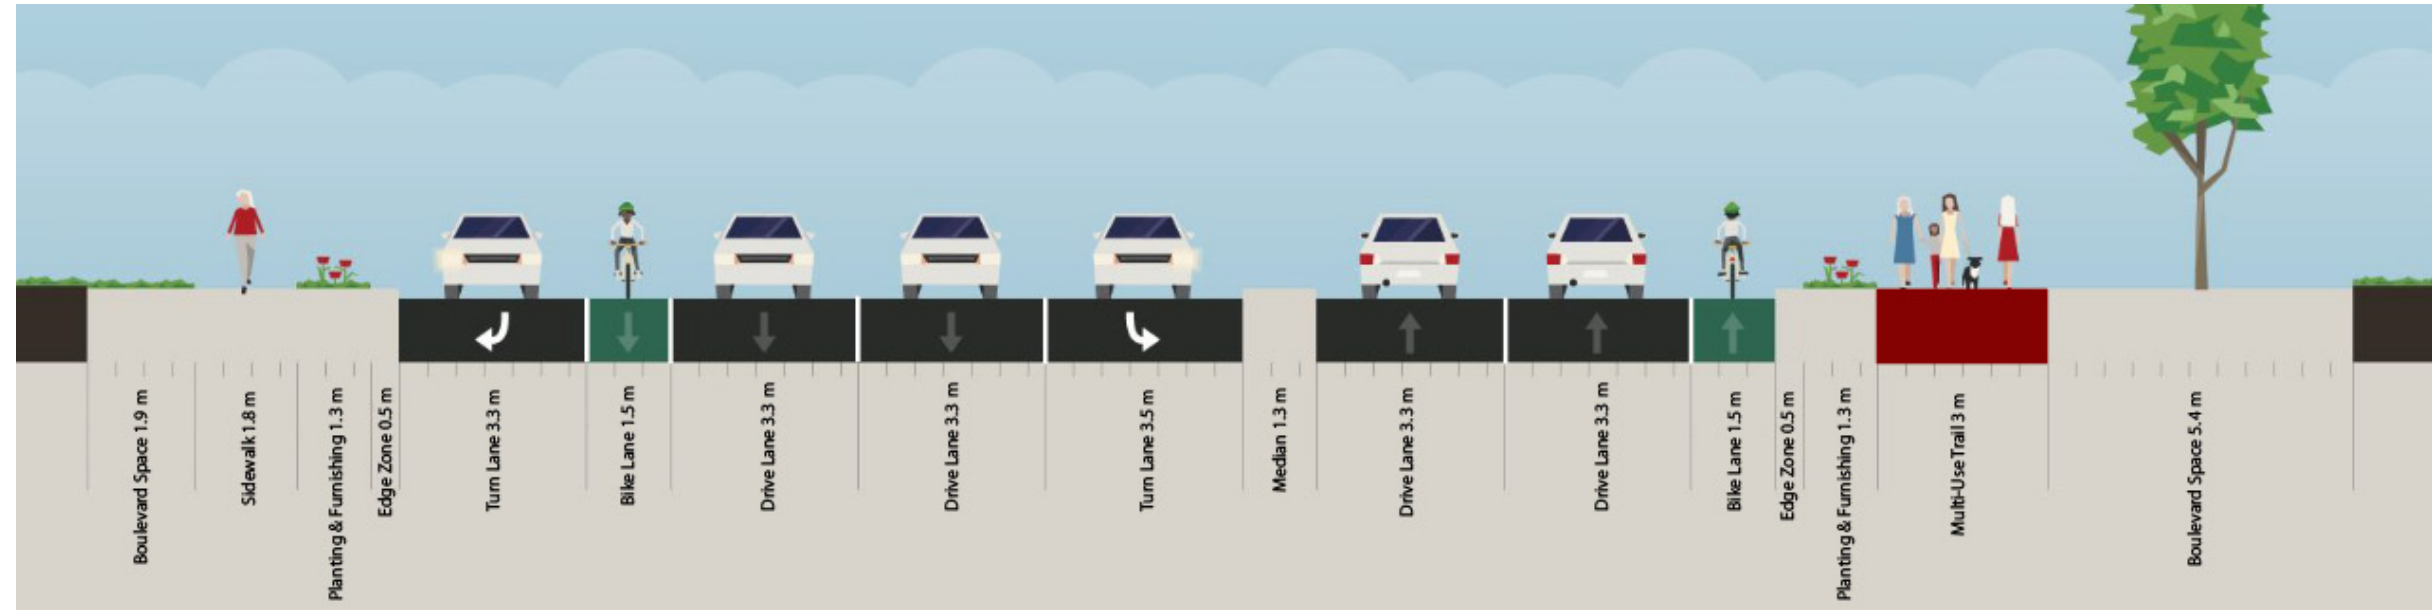 Boulevard Space 1.9 m
Sidewalk 1.8 m
Planting & Furnishing 1.3 m
Edge Zone 0.5 m
Turn Lane 3.3 m
Bike Lane 1.5 m
Drive Lane 3.3 m
Drive Lane 3.3 m
Turn Lane 3.5 m
Median 1.3 m
Drive Lane 3.3 m
Drive Lane 3.3 m
Bike Lane 1.5 m
Edge Zone 0.5 m
Planting & Furnishing 1.3 m
Multi-Use Trail 3 m
Boulevard Space 5.4 m